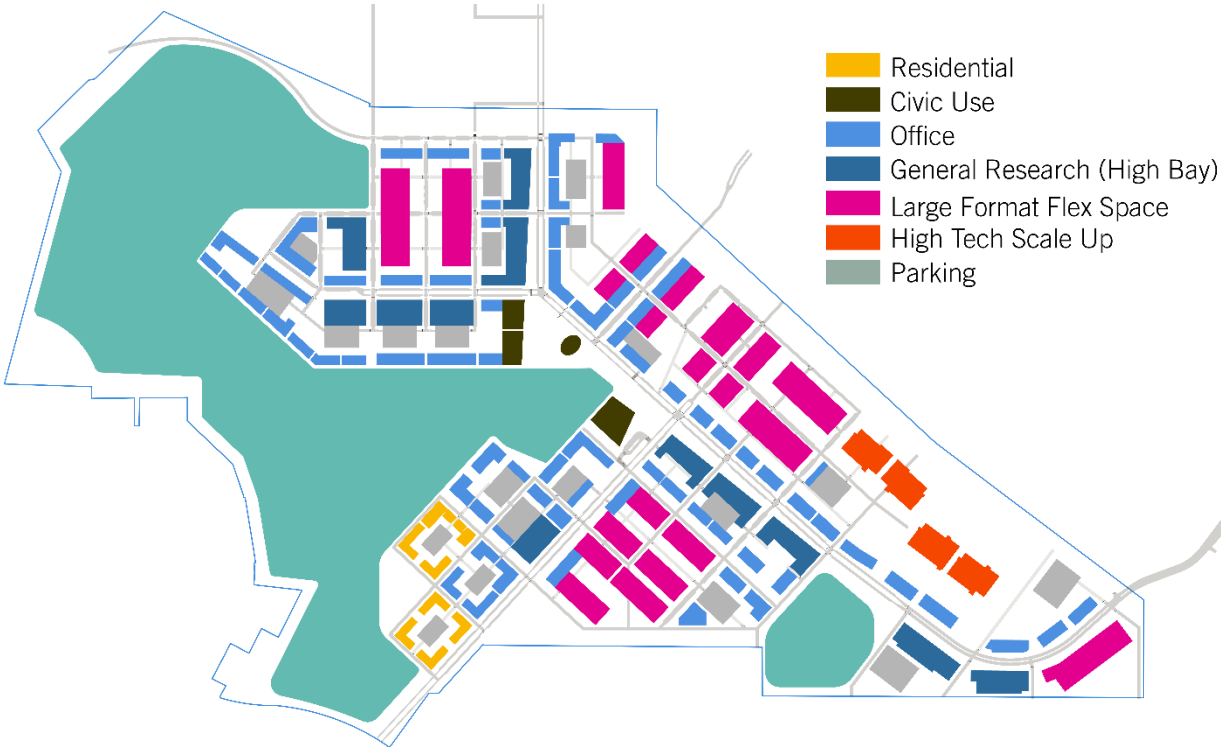 Residential
Civic Use
Office
General Research (High Bay)
Large Format Flex Space
High Tech Scale Up
Parking